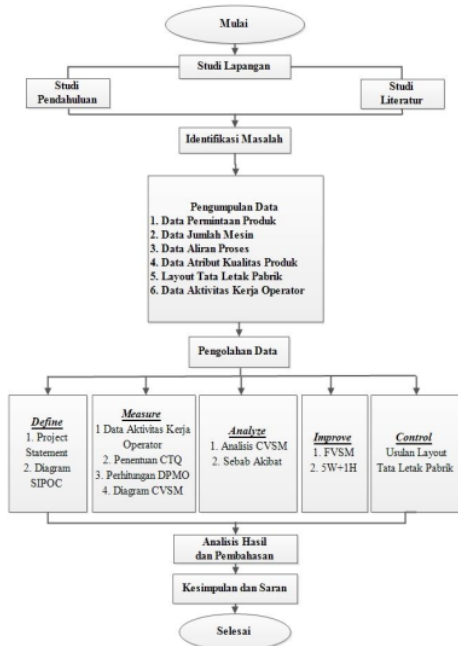 Mulai
Studi Lapangan
Studi
Pendahuluan
Studi
Literatur
Identifikasi Masalah
Pengumpulan Data
1. Data Permintaan Produk
2. Data Jumlah Mesin
3. Data Aliran Proses
4. Data Atribut Kualitas Produk
5. Layout Tata Letak Pabrik
6. Data Aktivitas Kerja Operator
Pengolahan Data
Define
1. Project
Statement
2. Diagram
SIPOC
Measure
1 Data Aktivitas Kerja
Operator
2. Penentuan CTQ
3. Perhitungan DPMO
4. Diagram CVSM
Analyze
1. Analisis CVSM
2. Sebab Akibat
Improve
1. FVSM
2. 5W+1H
Control
Usulan Layout
Tata Letak Pabrik
Analisis Hasil
dan Pembahasan
Kesimpulan dan Saran
Selesai